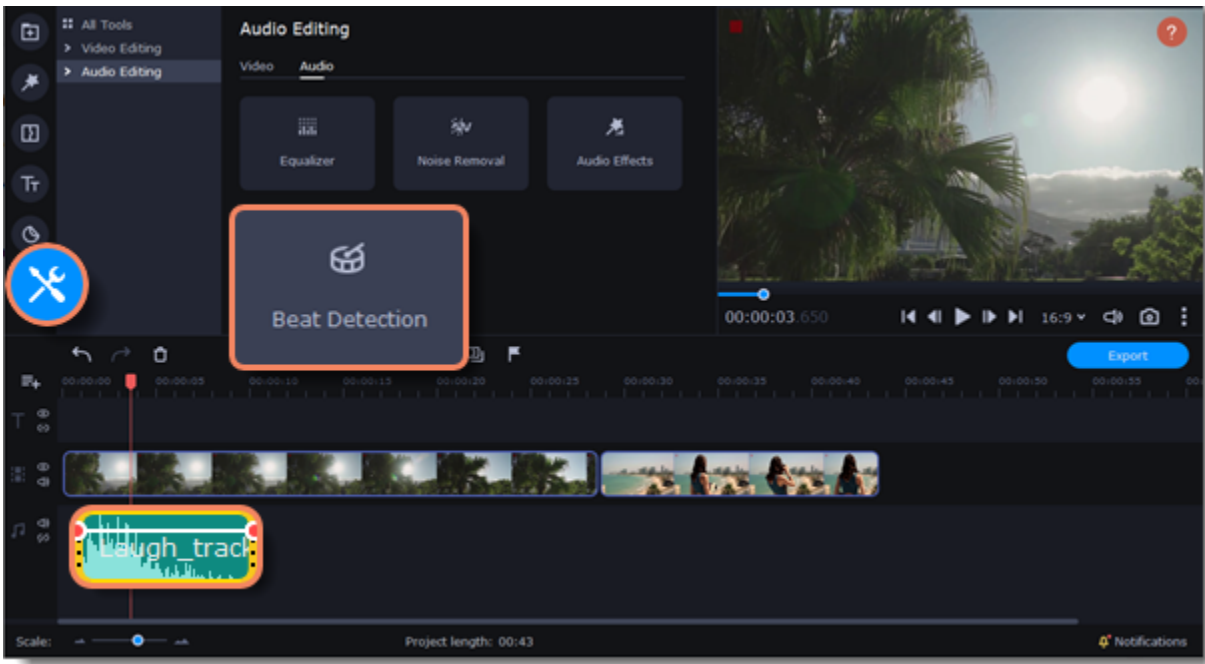 All Tools
Video Editing
Audio Editing
Audio Editing
Video Audio
Equalizer
Noise Removal
Audio Effects
Beat Detection
?
Tт
00:00:03.650
16:9
Export
00:00:00 00:00:05 00:00:10 00:00:15 00:00:20 00:00:25 00:00:30 00:00:35 00:00:40 00:00:45 00:00:50 00:00:55
T
Laugh_track
Scale:
Project length: 00:43
Notifications